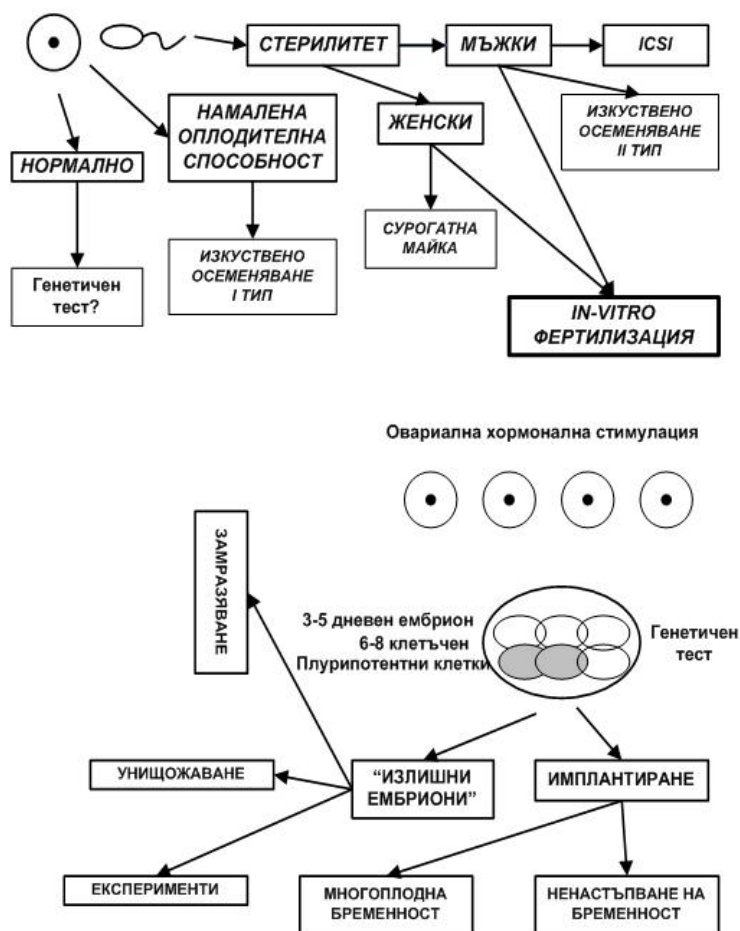 СТЕРИЛИТЕТ
МЪЖКИ
ICSI
НАМАЛЕНА
ОПЛОДИТЕЛНА
СПОСОБНОСТ
ЖЕНСКИ
ИЗКУСТВЕНО
ОСЕМЕНЯВАНЕ
II ТИП
НОРМАЛНО
СУРОГАТНА
МАЙКА
ИЗКУСТВЕНО
ОСЕМЕНЯВАНЕ
I ТИП
Генетичен
тест?
IN-VITRO
ФЕРТИЛИЗАЦИЯ
Овариална хормонална стимулация
ЗАМРАЗЯВАНЕ
3-5 дневен ембрион
6-8 клетъчен
Плурипотентни клетки
Генетичен
тест
УНИЩОЖАВАНЕ
“ИЗЛИШНИ
ЕМБРИОНИ”
ИМПЛАНТИРАНЕ
ЕКСПЕРИМЕНТИ
МНОГОПЛОДНА
БРЕМЕННОСТ
НЕНАСТЪПВАНЕ НА
БРЕМЕННОСТ